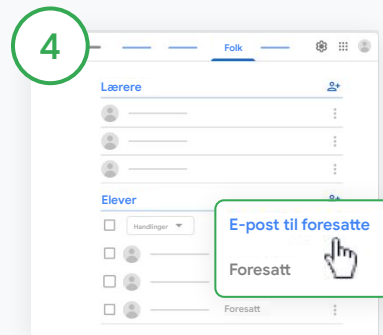 4
Folk
Lærere
Elever
Handlinger
E-post til foresatte
Foresatt
Foresatt